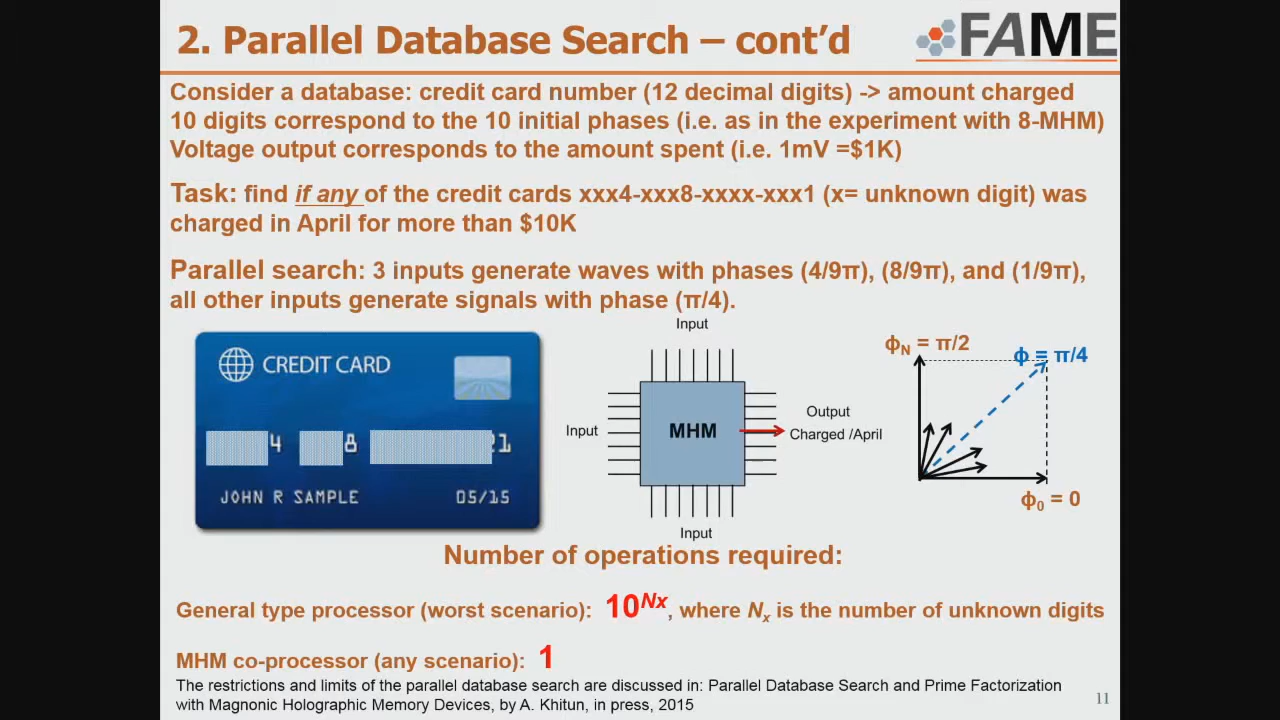 2. Parallel Database Search – cont’d
FAME
Consider a database: credit card number (12 decimal digits) -> amount charged
10 digits correspond to the 10 initial phases (i.e. as in the experiment with 8-MHM)
Voltage output corresponds to the amount spent (i.e. 1mV =$1K)
Task: find if any of the credit cards xxx4-xxx8-xxxx-xxx1 (x= unknown digit) was
charged in April for more than $10K
Parallel search: 3 inputs generate waves with phases (4/9π), (8/9π), and (1/9π),
all other inputs generate signals with phase (π/4).
CREDIT CARD
4 8 1
JOHN R SAMPLE 05/15
Input
Input
MHM
Output
Charged /April
Input
ϕN = π/2
ϕ = π/4
ϕ0 = 0
Number of operations required:
General type processor (worst scenario): 10^Nx, where Nx is the number of unknown digits
MHM co-processor (any scenario): 1
The restrictions and limits of the parallel database search are discussed in: Parallel Database Search and Prime Factorization
with Magnonic Holographic Memory Devices, by A. Khitun, in press, 2015
11